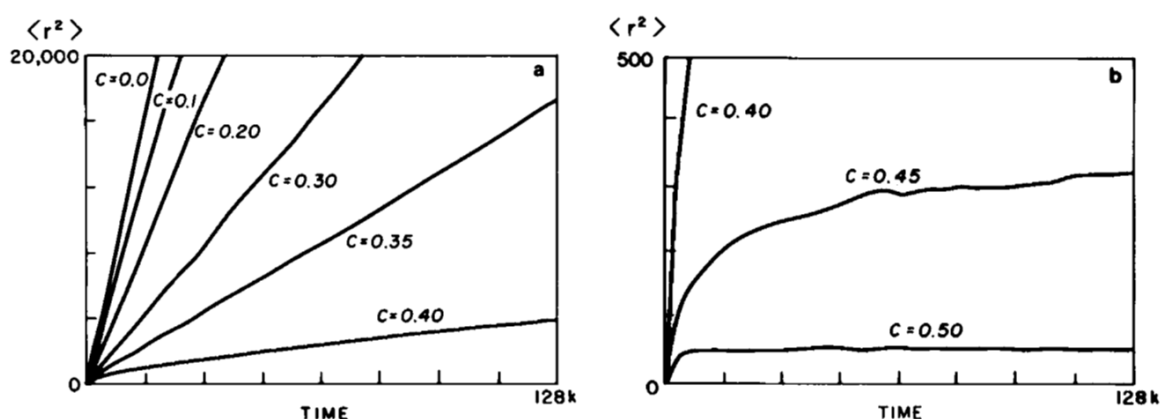 ⟨r²⟩
20,000
a
C=0.0
C=0.1
C=0.20
C=0.30
C=0.35
C=0.40
0
128k
TIME
⟨r²⟩
500
b
C=0.40
C=0.45
C=0.50
0
128k
TIME